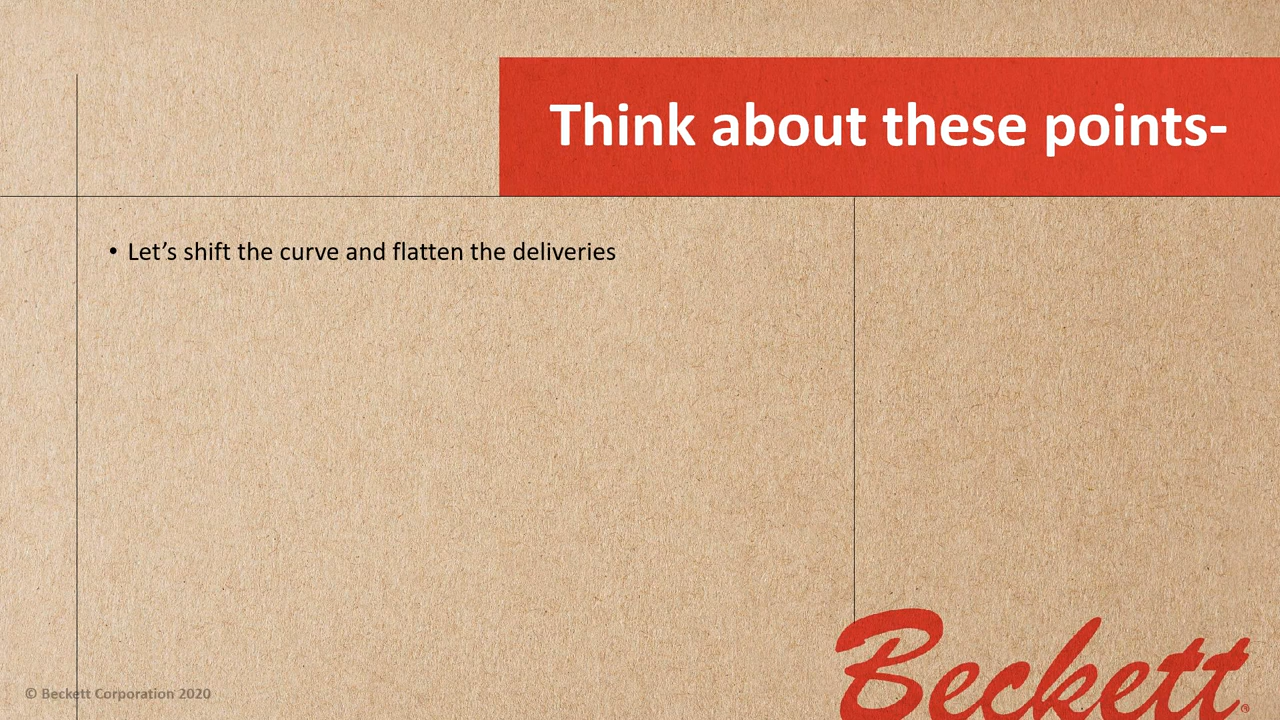 Think about these points-
• Let’s shift the curve and flatten the deliveries
Beckett®
© Beckett Corporation 2020